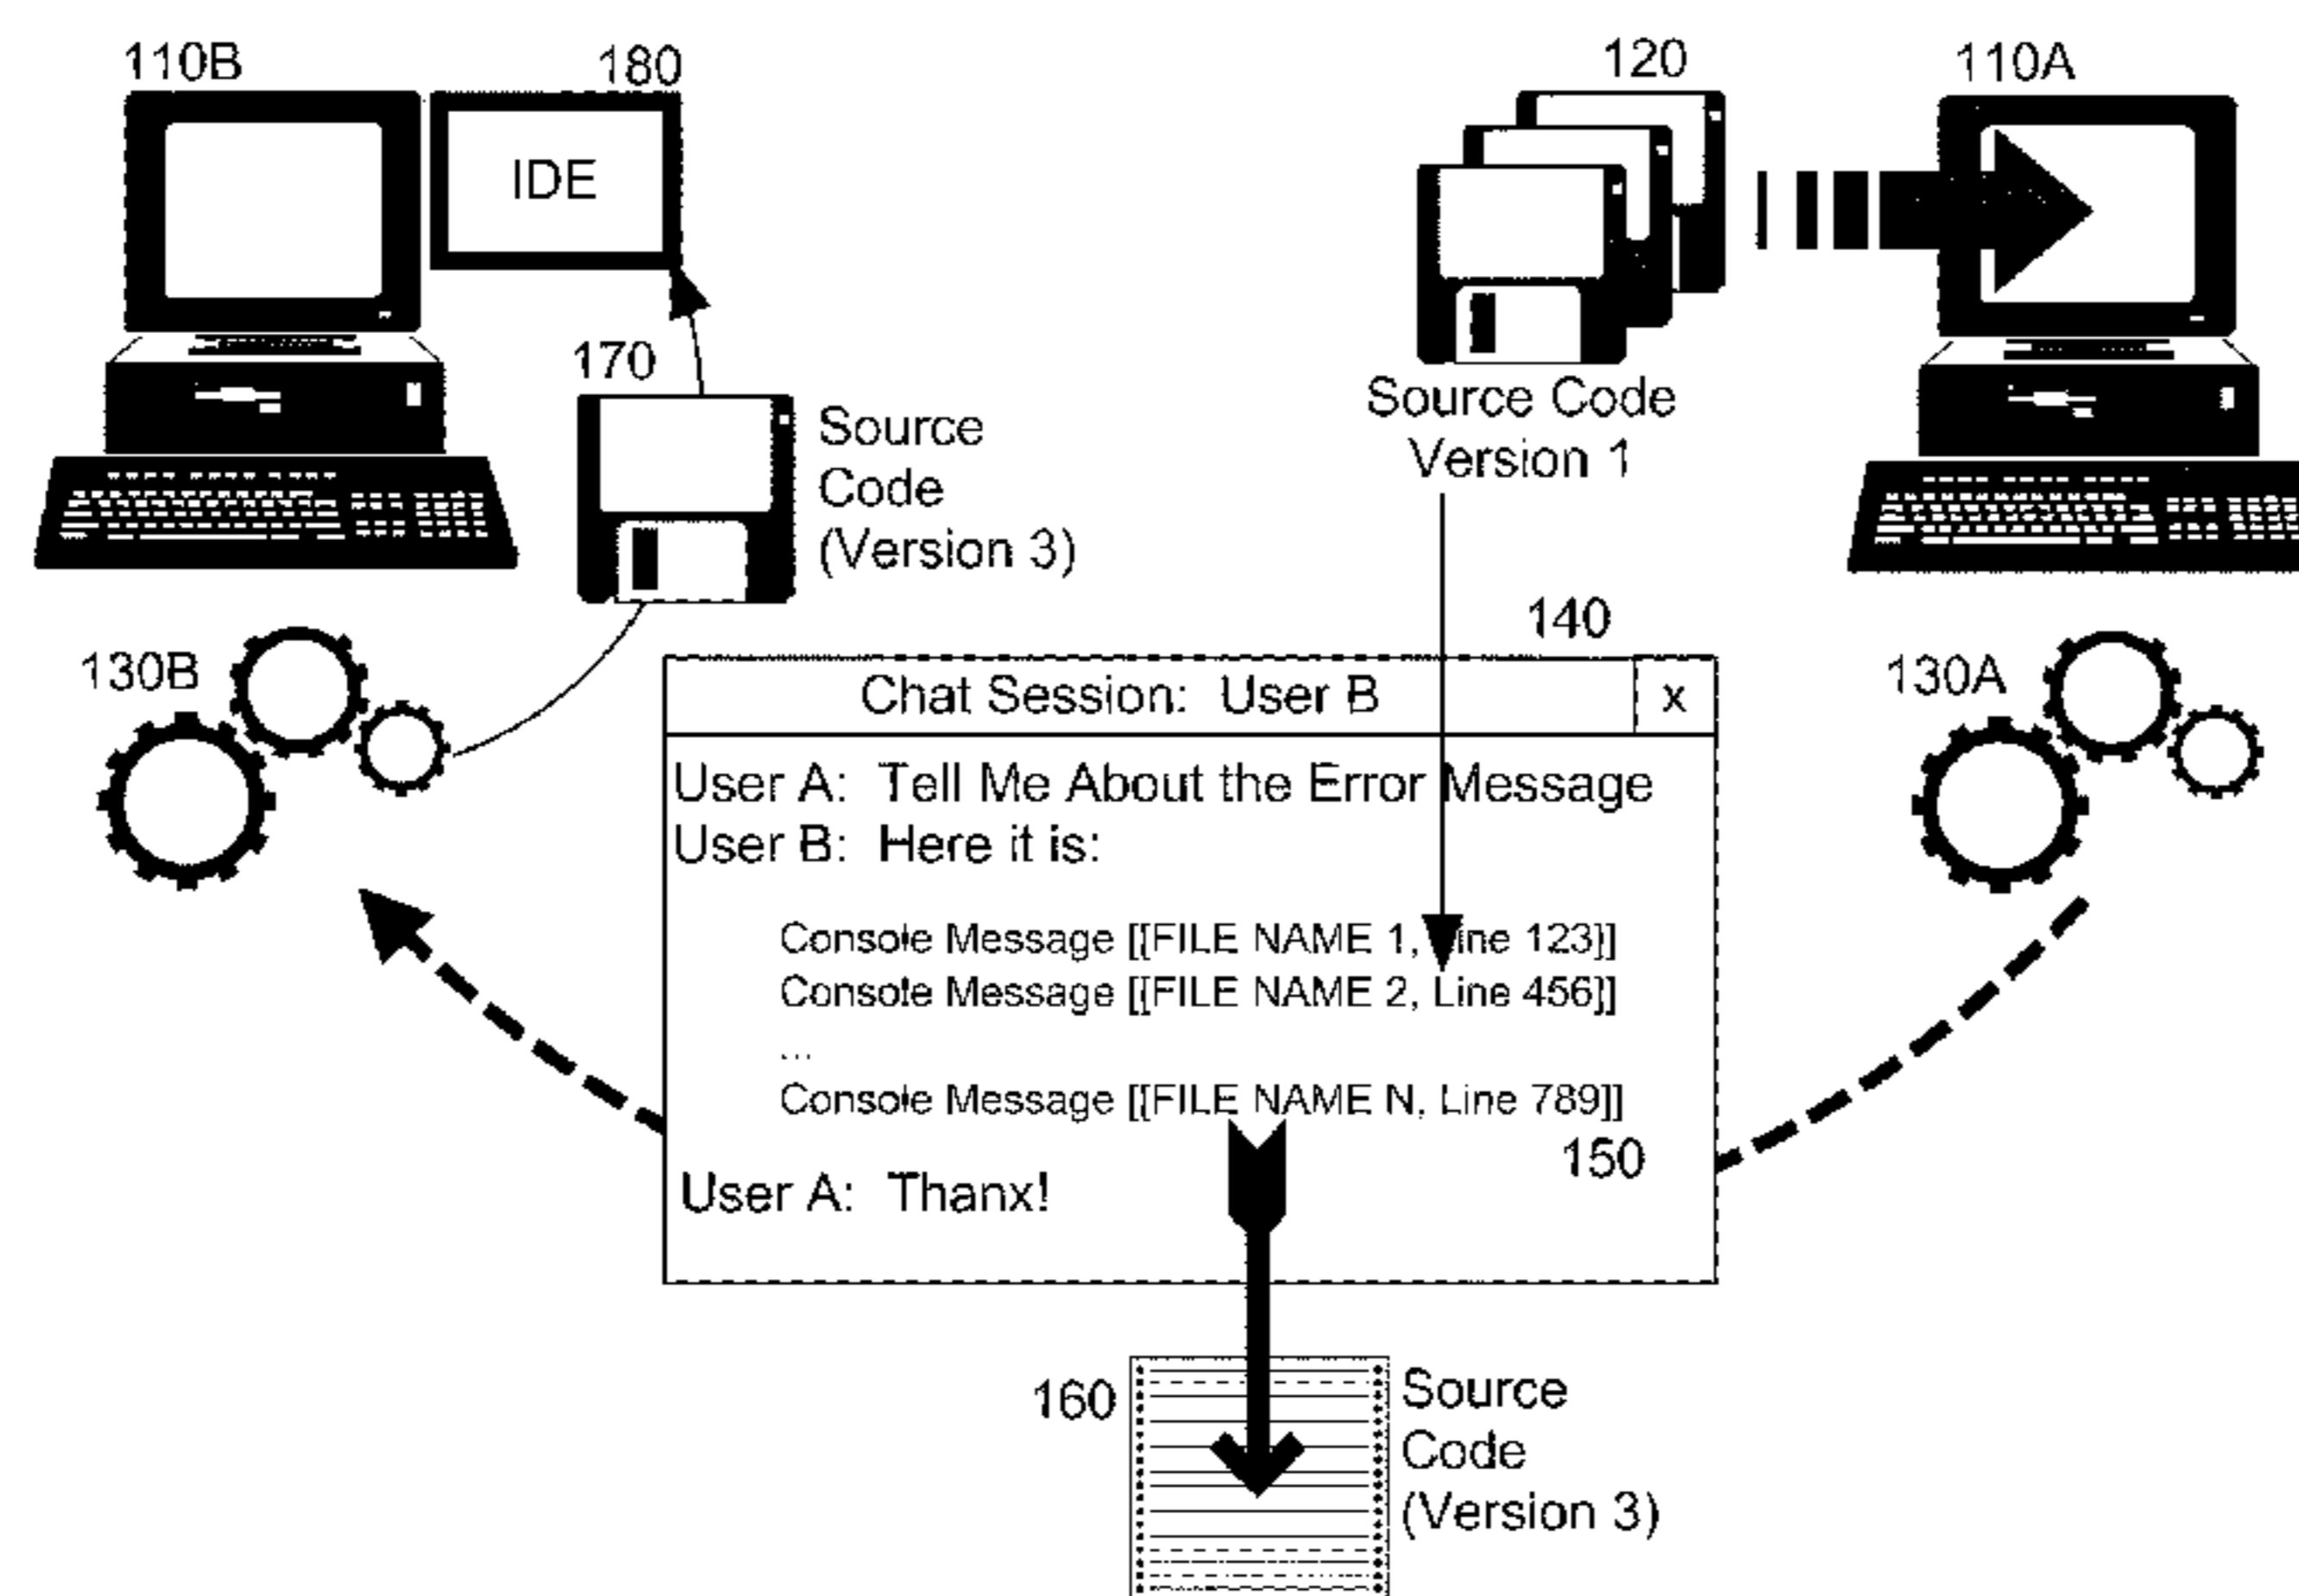 110B
180
120
110A
IDE
170
Source
Code
(Version 3)
Source Code
Version 1
140
130B
130A
Chat Session: User B
x
User A: Tell Me About the Error Message
User B: Here it is:
Console Message [[FILE NAME 1, Line 123]]
Console Message [[FILE NAME 2, Line 456]]
...
Console Message [[FILE NAME N, Line 789]]
150
User A: Thanx!
160
Source
Code
(Version 3)